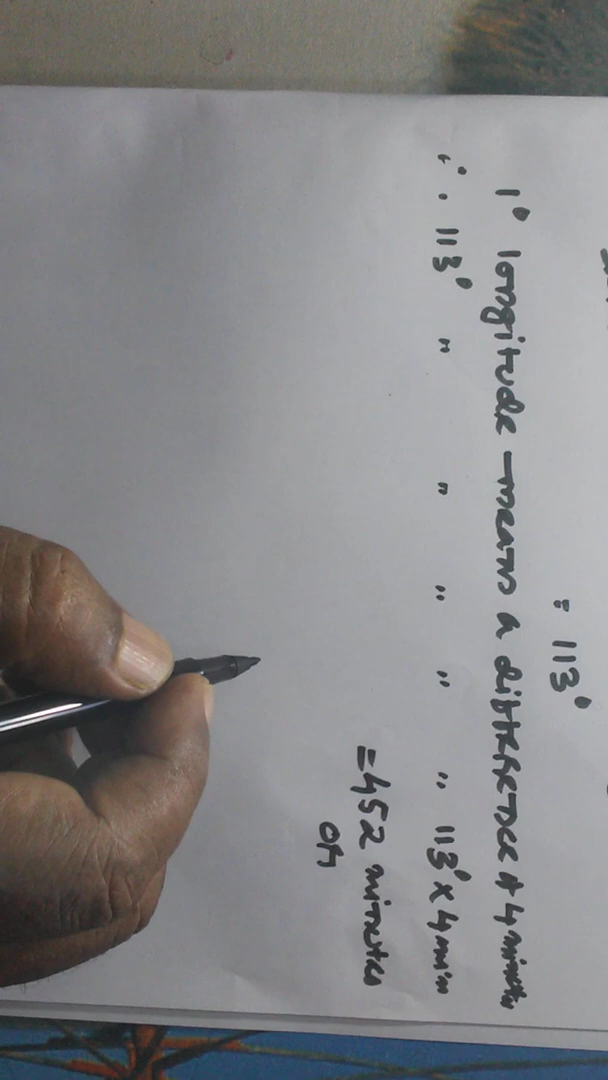 = 113°
1° longitude means a difference of 4 minutes
∴ 113° " " " " " 113° x 4 min
= 452 minutes
or